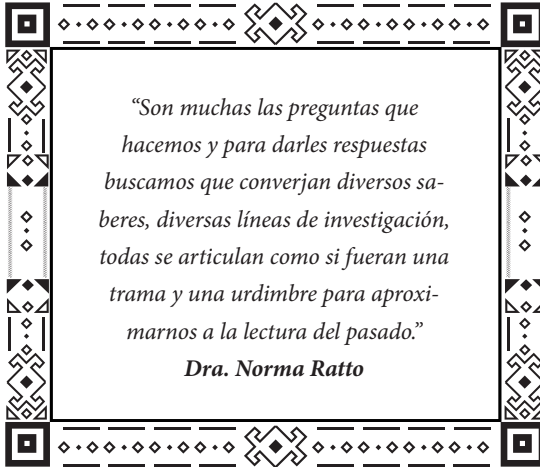 “Son muchas las preguntas que
hacemos y para darles respuestas
buscamos que converjan diversos sa-
beres, diversas líneas de investigación,
todas se articulan como si fueran una
trama y una urdimbre para aproxi-
marnos a la lectura del pasado.”
Dra. Norma Ratto